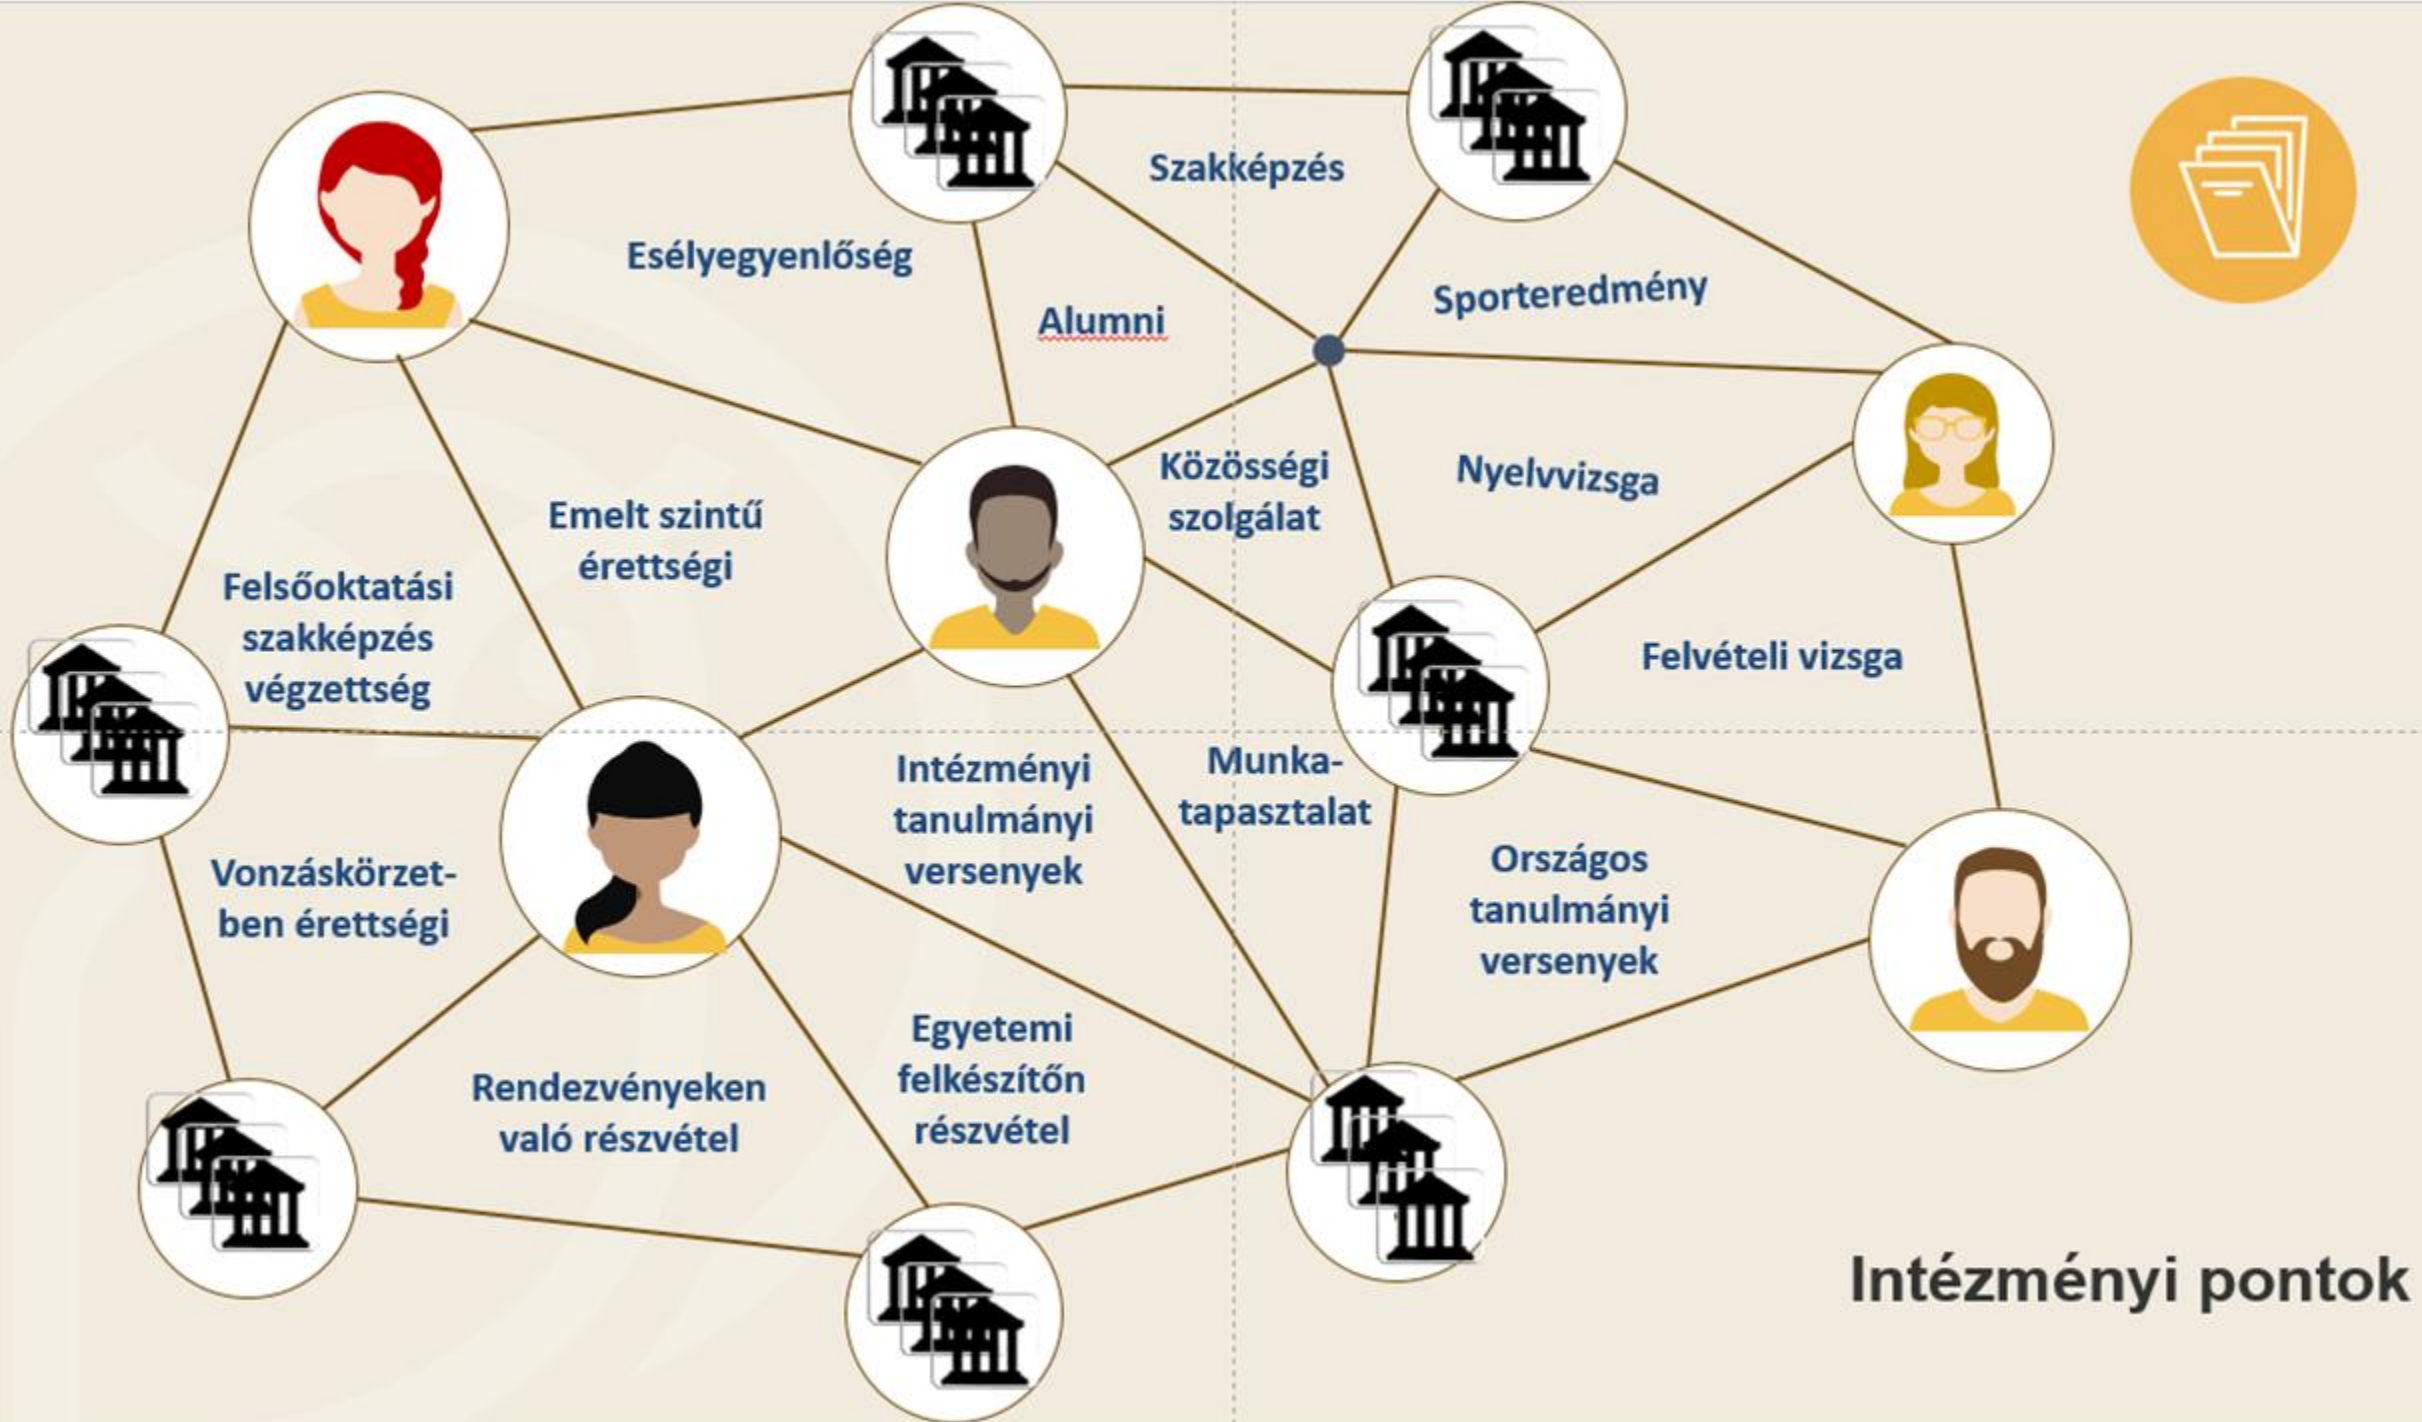 Szakképzés
Esélyegyenlőség
Alumni
Sporteredmény
Közösségi
szolgálat
Nyelvvizsga
Emelt szintű
érettségi
Felsőoktatási
szakképzés
végzettség
Felvételi vizsga
Intézményi
tanulmányi
versenyek
Munka-
tapasztalat
Vonzáskörzet-
ben érettségi
Országos
tanulmányi
versenyek
Egyetemi
felkészítőn
részvétel
Rendezvényeken
való részvétel
Intézményi pontok